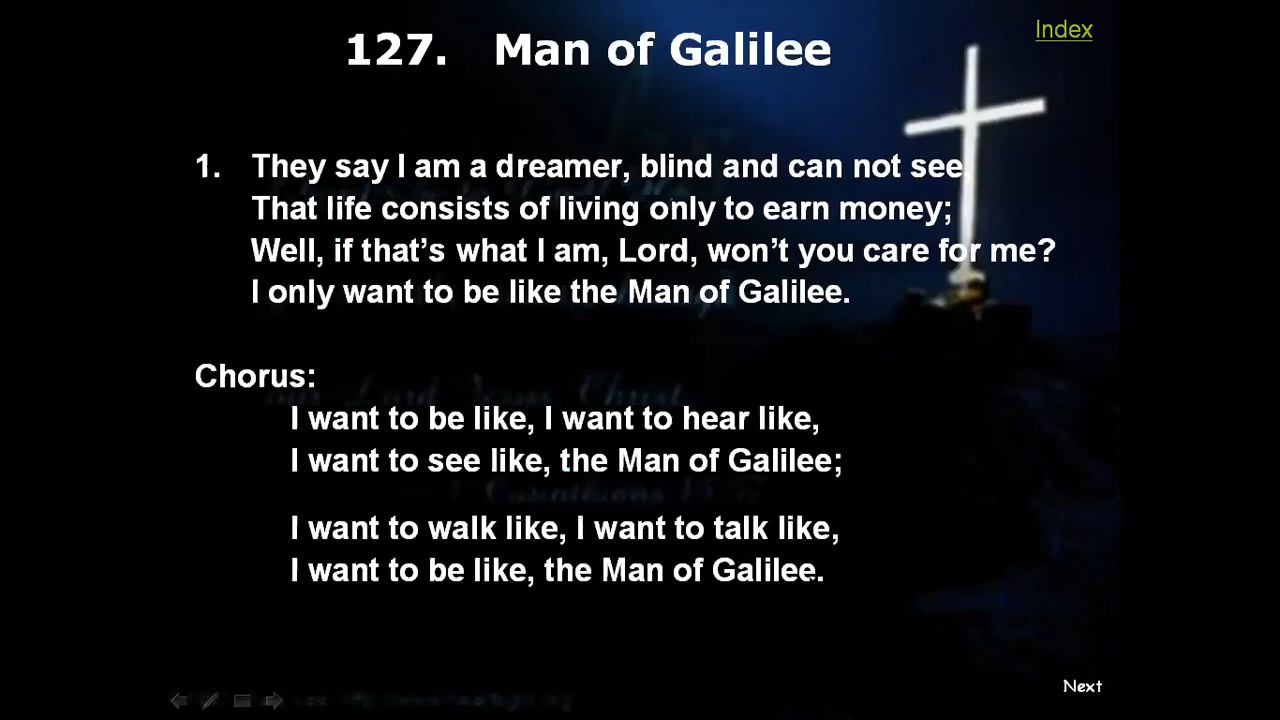 127. Man of Galilee
Index
1. They say I am a dreamer, blind and can not see
That life consists of living only to earn money;
Well, if that’s what I am, Lord, won’t you care for me?
I only want to be like the Man of Galilee.
Chorus:
I want to be like, I want to hear like,
I want to see like, the Man of Galilee;
I want to walk like, I want to talk like,
I want to be like, the Man of Galilee.
Next